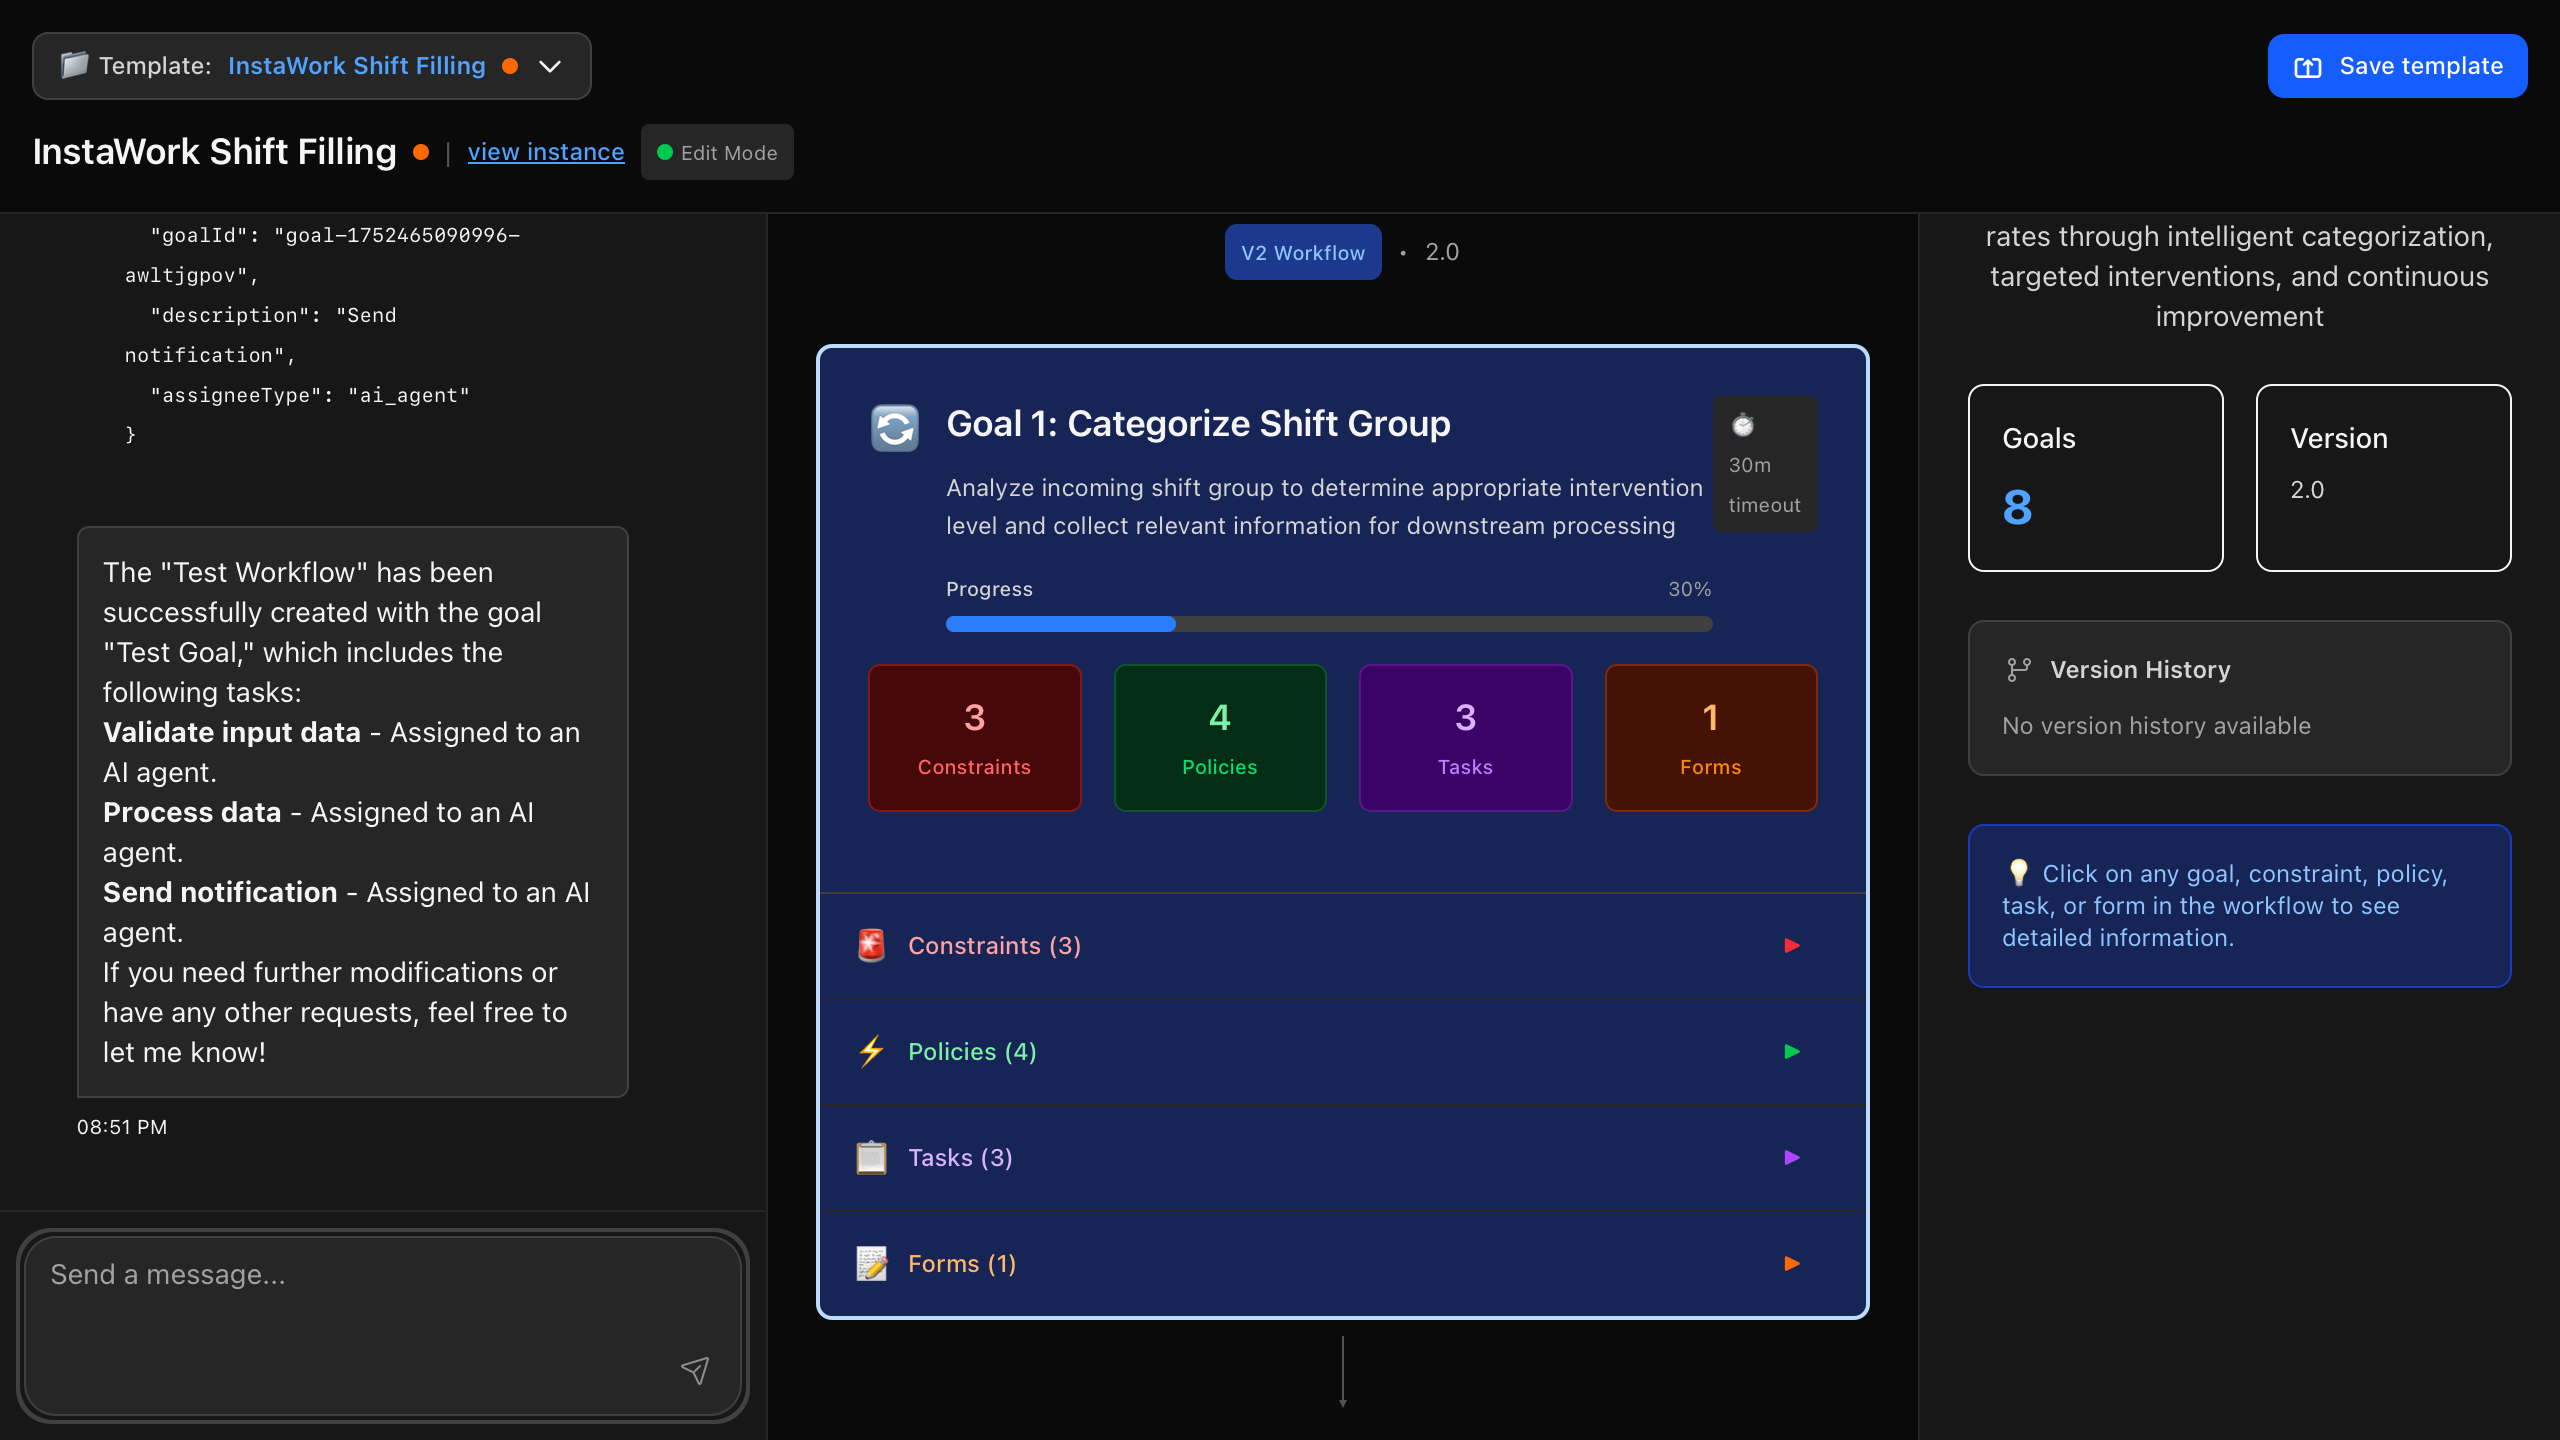 Template: InstaWork Shift Filling
Save template
InstaWork Shift Filling | view instance Edit Mode
"goalId": "goal-1752465090996-
awltjgpov",
"description": "Send
notification",
"assigneeType": "ai_agent"
}
The "Test Workflow" has been
successfully created with the goal
"Test Goal," which includes the
following tasks:
Validate input data - Assigned to an
AI agent.
Process data - Assigned to an AI
agent.
Send notification - Assigned to an AI
agent.
If you need further modifications or
have any other requests, feel free to
let me know!
08:51 PM
Send a message...
V2 Workflow • 2.0
Goal 1: Categorize Shift Group
Analyze incoming shift group to determine appropriate intervention
level and collect relevant information for downstream processing
30m
timeout
Progress 30%
3
Constraints
4
Policies
3
Tasks
1
Forms
Constraints (3)
Policies (4)
Tasks (3)
Forms (1)
rates through intelligent categorization,
targeted interventions, and continuous
improvement
Goals
8
Version
2.0
Version History
No version history available
Click on any goal, constraint, policy,
task, or form in the workflow to see
detailed information.